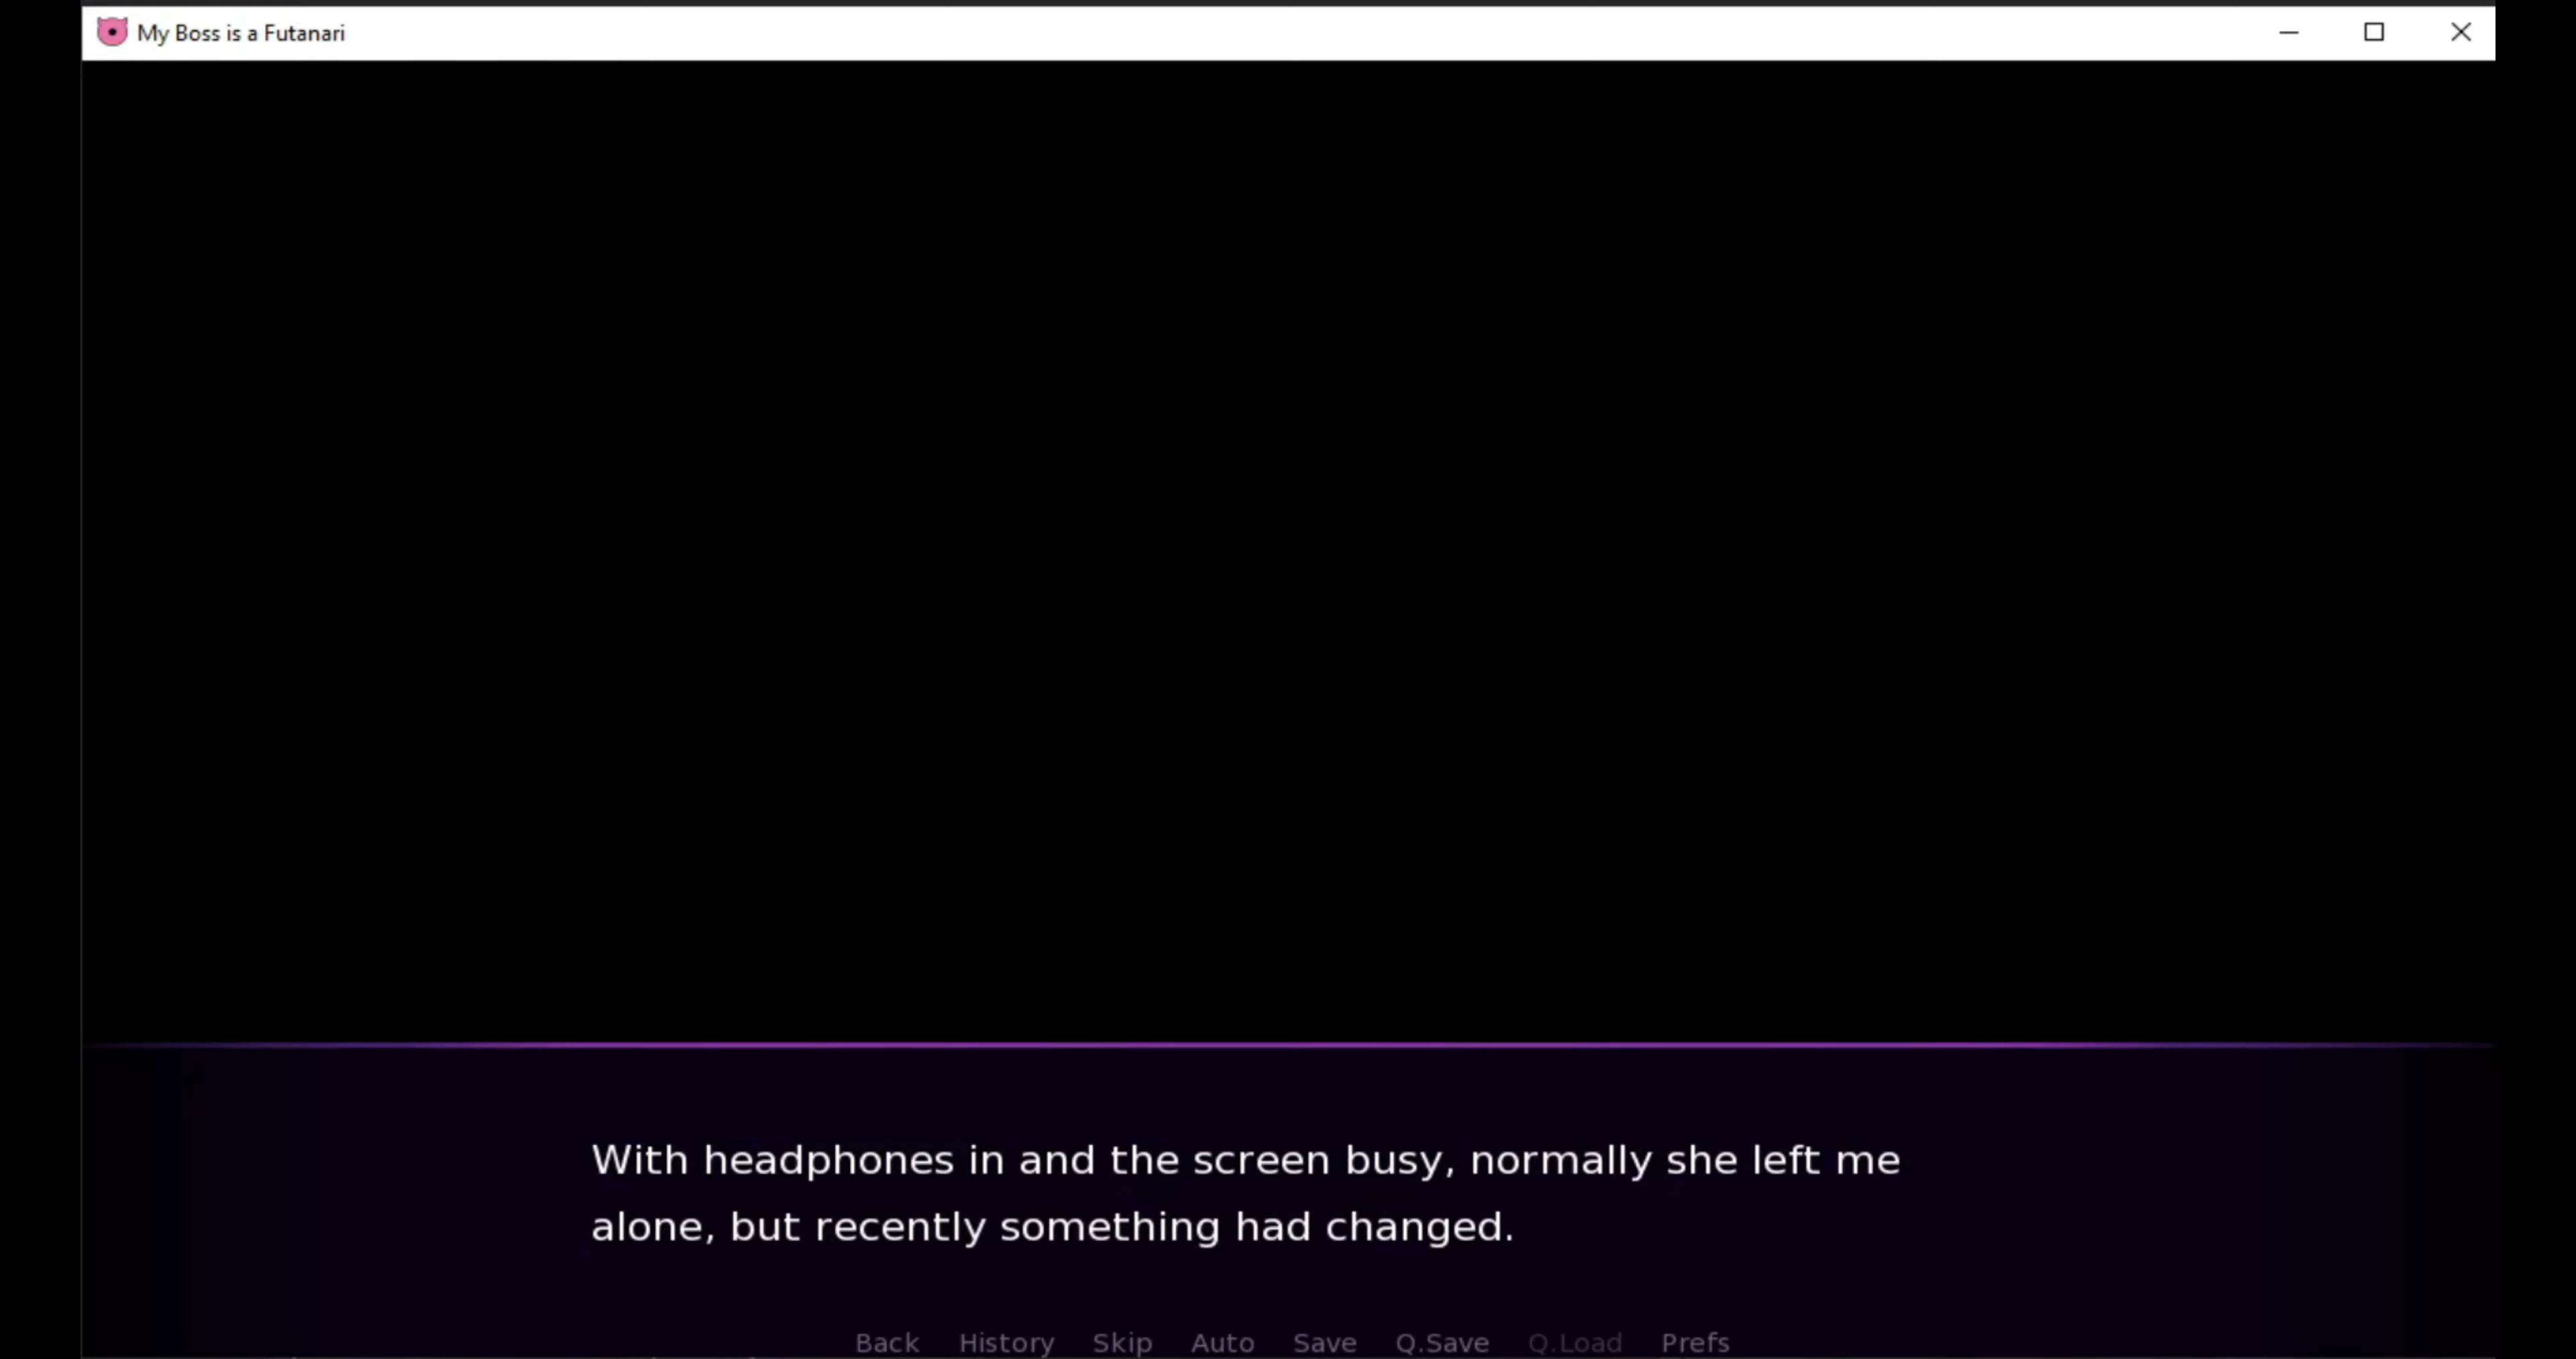 My Boss is a Futanari
With headphones in and the screen busy, normally she left me
alone, but recently something had changed.
Back History Skip Auto Save Q.Save Q.Load Prefs